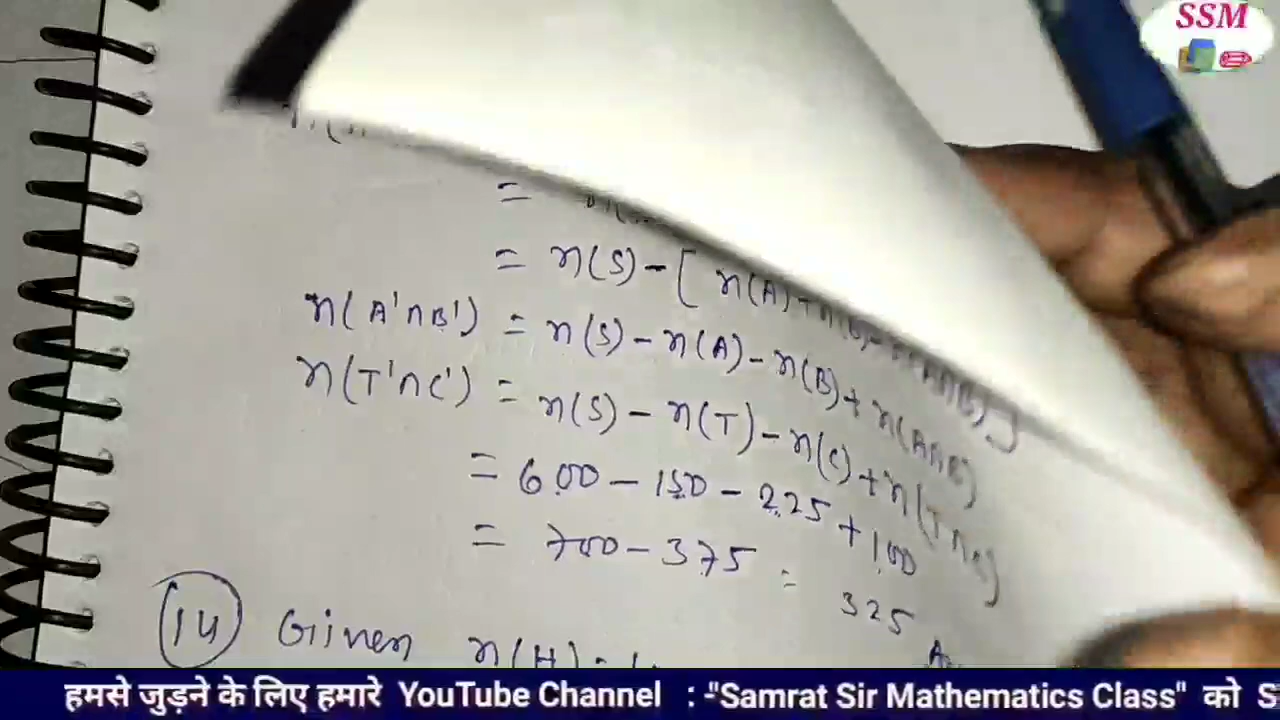 SSM
=
= n(S) - [ n(A) + n(B) - n(A∩B) ]
n(A'∩B') = n(S) - n(A) - n(B) + n(A∩B)
n(T'∩C') = n(S) - n(T) - n(C) + n(T∩C)
= 600 - 150 - 225 + 100
= 700 - 375 = 325
14 Given n(H) =
हमसे जुड़ने के लिए हमारे YouTube Channel :-"Samrat Sir Mathematics Class" को